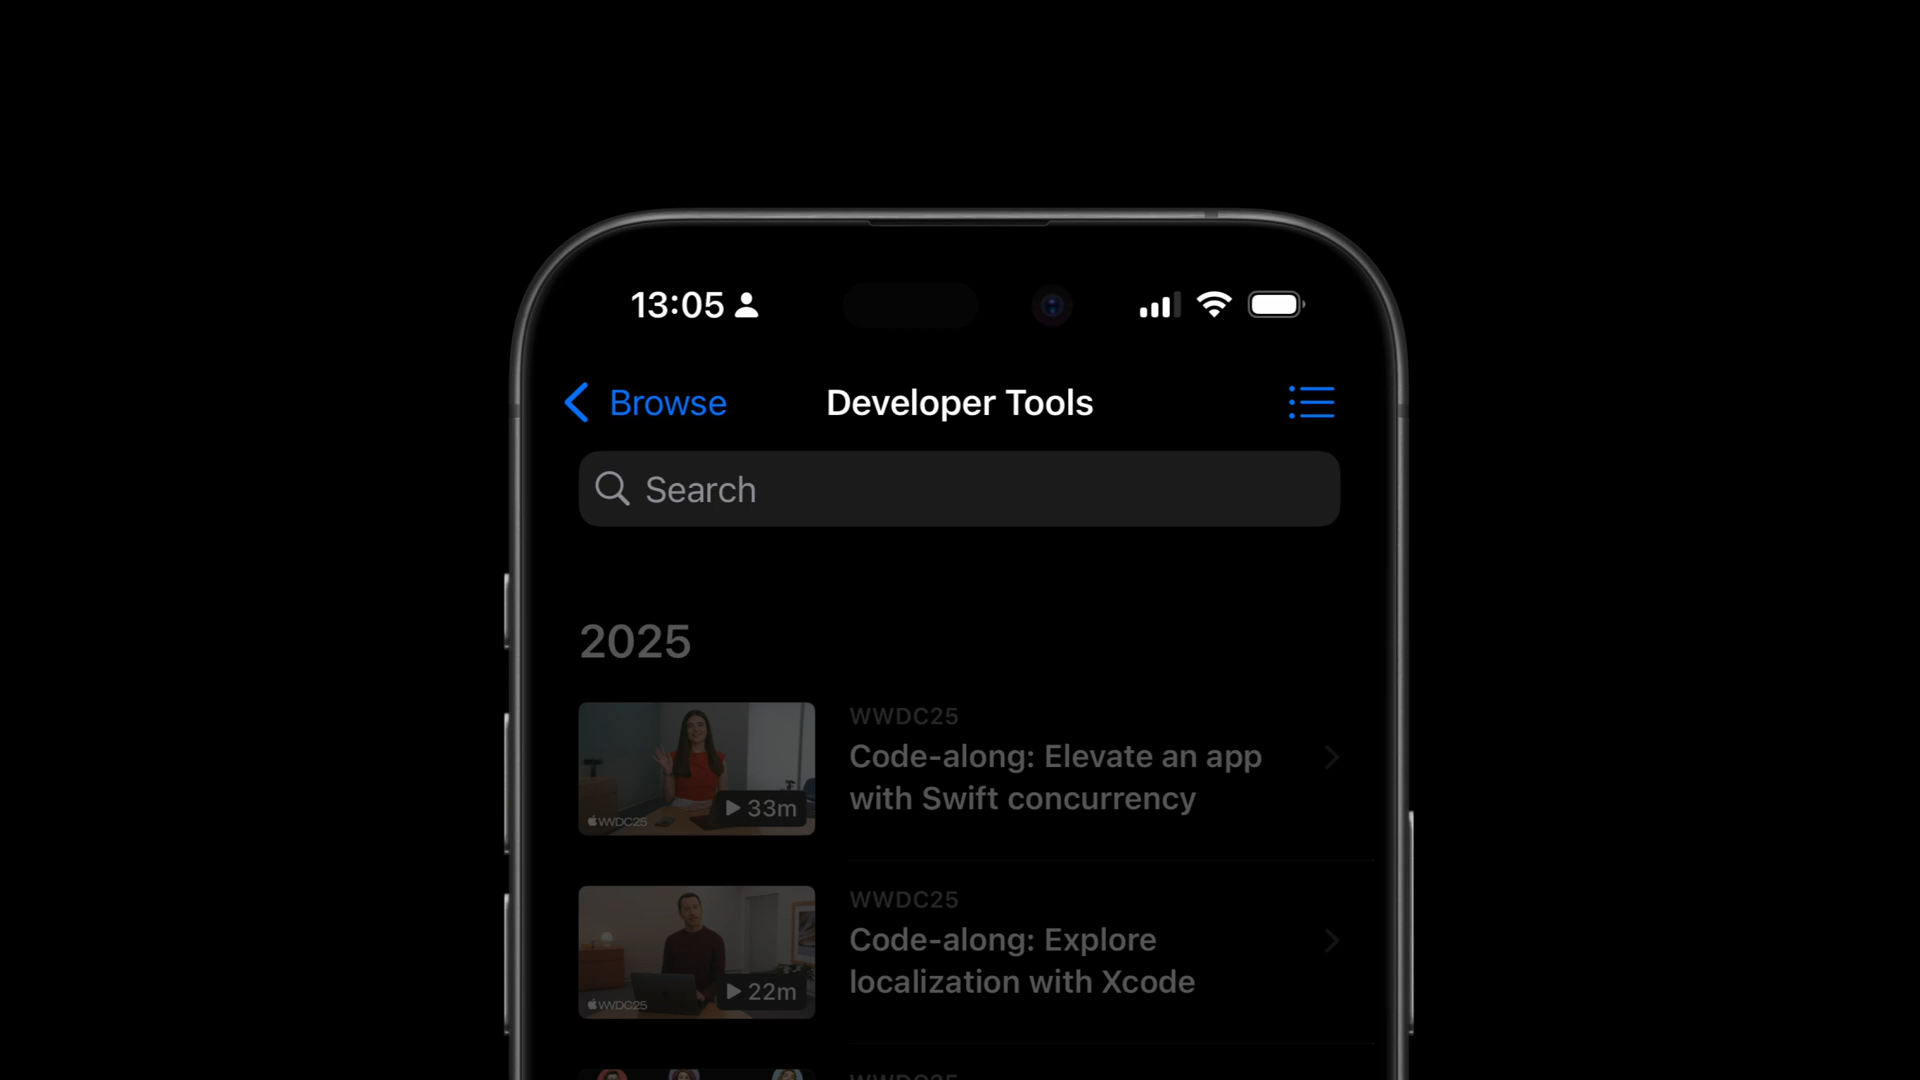 13:05
Browse
Developer Tools
Search
2025
WWDC25
Code-along: Elevate an app
with Swift concurrency
33m
WWDC25
WWDC25
Code-along: Explore
localization with Xcode
22m
WWDC25
WWDC25